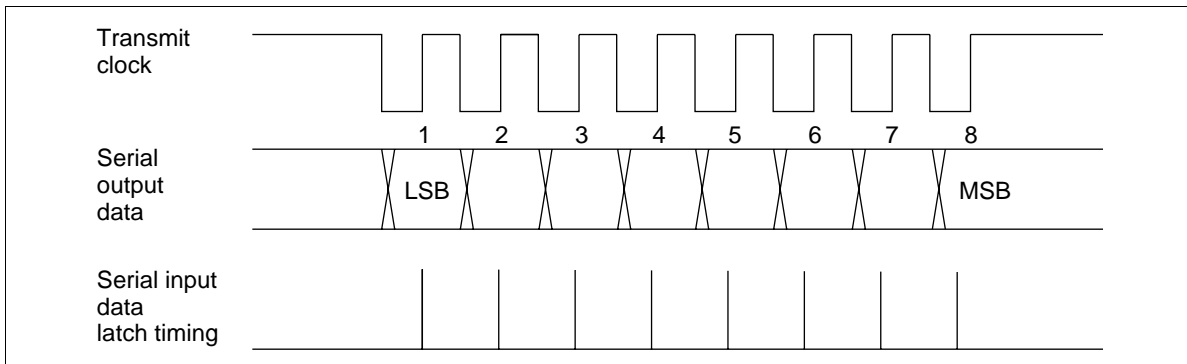 Transmit
clock
1 2 3 4 5 6 7 8
Serial
output
data
LSB MSB
Serial input
data
latch timing